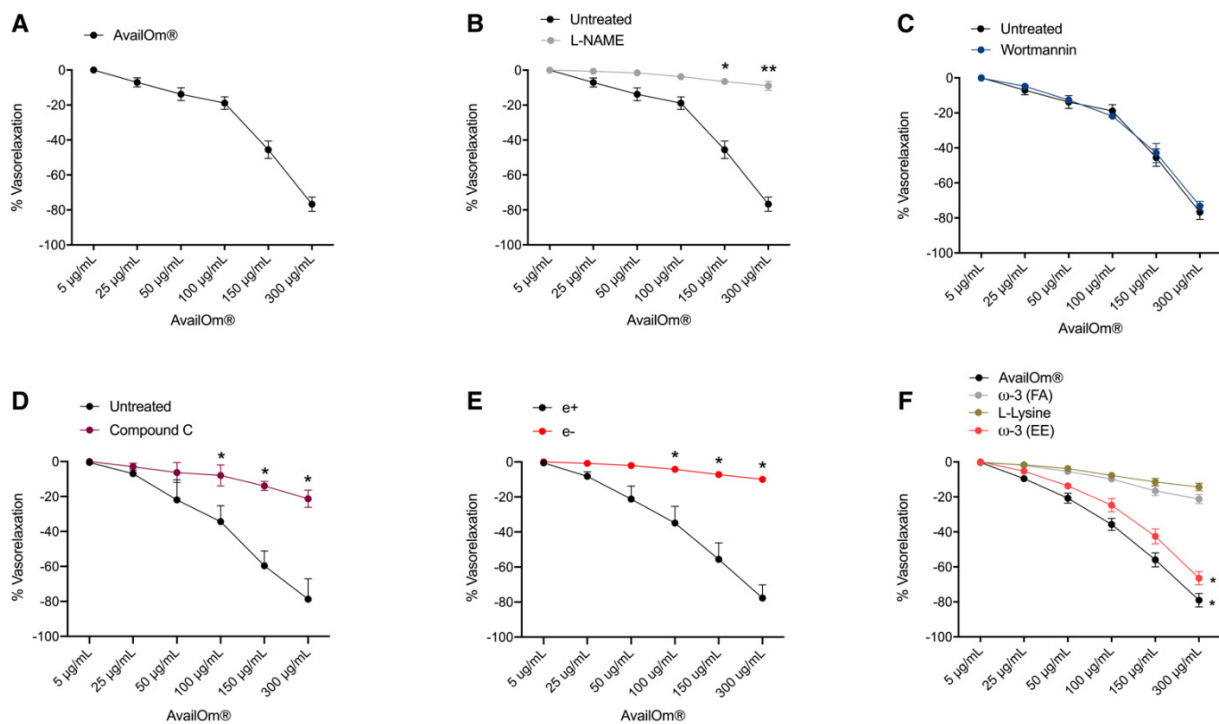 A
AvailOm®
% Vasorelaxation
0
-20
-40
-60
-80
-100
5 µg/mL
25 µg/mL
50 µg/mL
100 µg/mL
150 µg/mL
300 µg/mL
AvailOm®
B
Untreated
L-NAME
% Vasorelaxation
0
-20
-40
-60
-80
-100
*
**
5 µg/mL
25 µg/mL
50 µg/mL
100 µg/mL
150 µg/mL
300 µg/mL
AvailOm®
C
Untreated
Wortmannin
% Vasorelaxation
20
0
-20
-40
-60
-80
-100
5 µg/mL
25 µg/mL
50 µg/mL
100 µg/mL
150 µg/mL
300 µg/mL
AvailOm®
D
Untreated
Compound C
% Vasorelaxation
0
-20
-40
-60
-80
-100
*
*
*
5 µg/mL
25 µg/mL
50 µg/mL
100 µg/mL
150 µg/mL
300 µg/mL
AvailOm®
E
e+
e-
% Vasorelaxation
0
-20
-40
-60
-80
-100
*
*
*
5 µg/mL
25 µg/mL
50 µg/mL
100 µg/mL
150 µg/mL
300 µg/mL
AvailOm®
F
AvailOm®
ω-3 (FA)
L-Lysine
ω-3 (EE)
% Vasorelaxation
0
-20
-40
-60
-80
-100
*
*
5 µg/mL
25 µg/mL
50 µg/mL
100 µg/mL
150 µg/mL
300 µg/mL